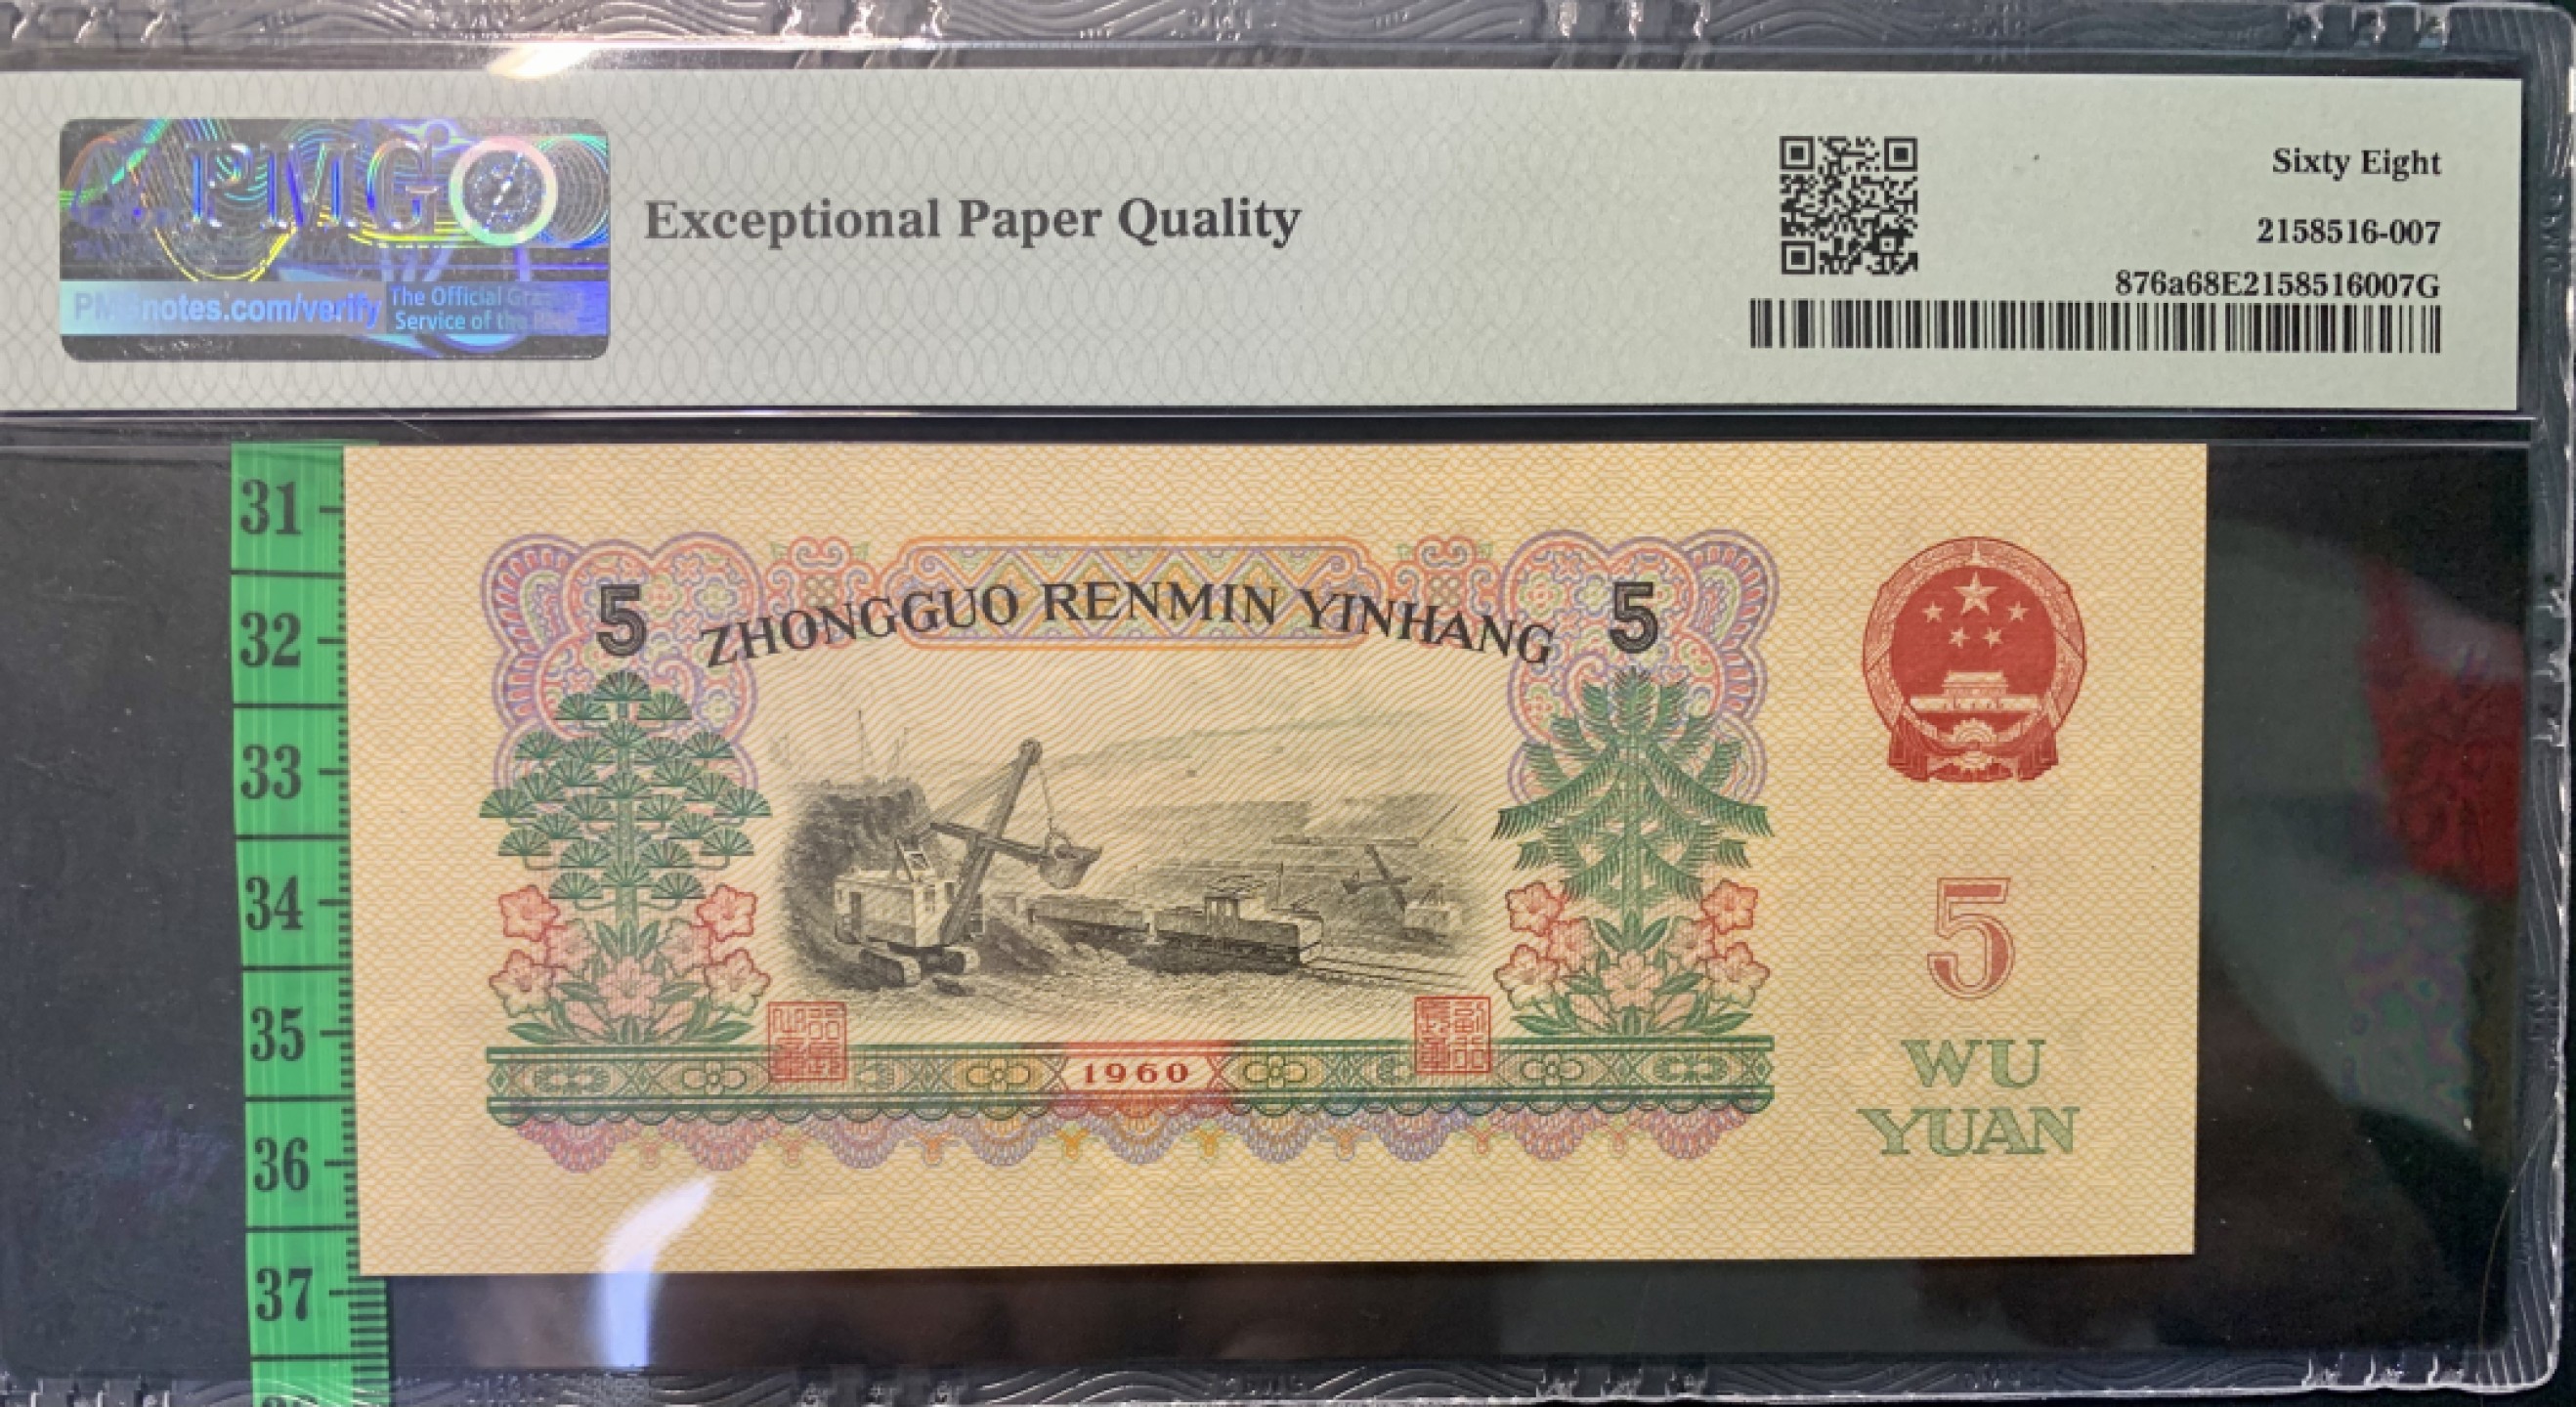 PMG
PMGnotes.com/verify
The Official Gra
Service of the
Exceptional Paper Quality
Sixty Eight
2158516-007
876a68E2158516007G
31
32
33
34
35
36
37
5 ZHONGGUO RENMIN YINHANG 5
1960
5
WU
YUAN